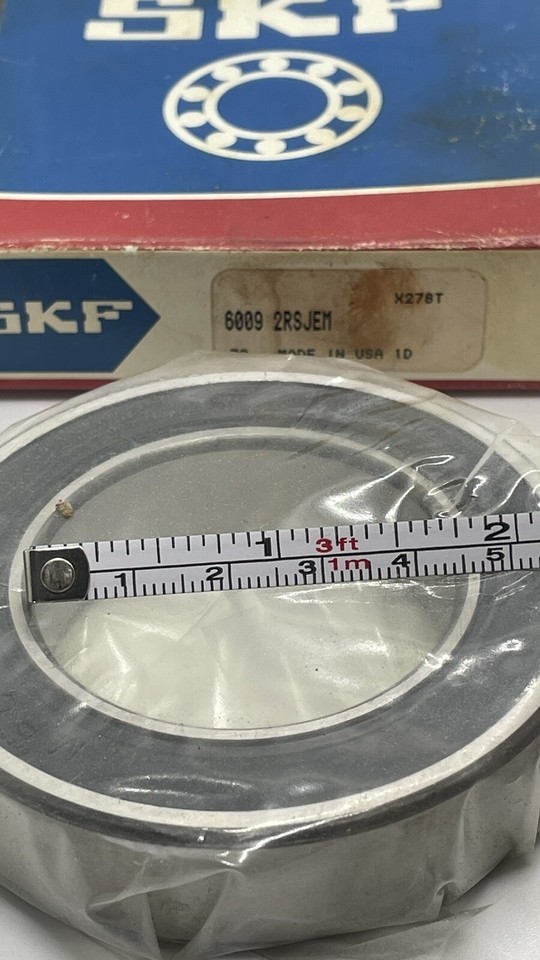 SKF
SKF
X278T
6009 2RSJEM
MADE IN USA 1D
1 3ft 2
1 2 3 1m 4 5